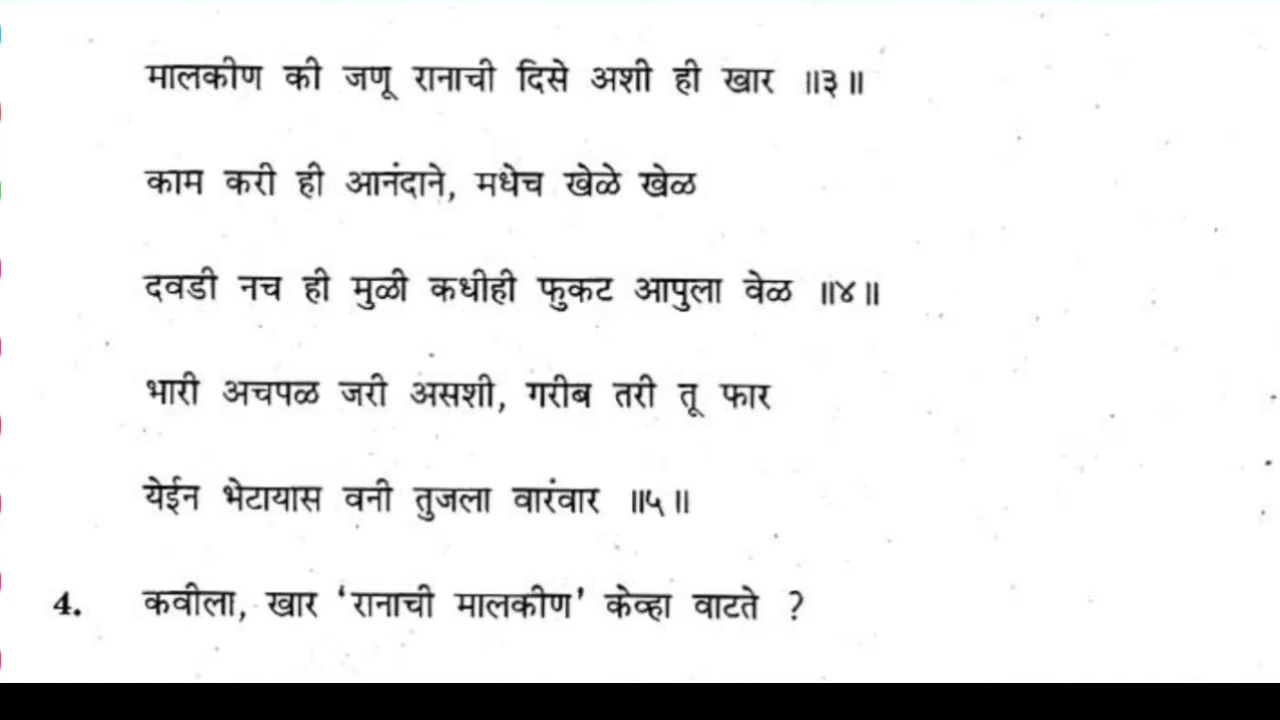 मालकीण की जणू रानाची दिसे अशी ही खार ॥३॥
काम करी ही आनंदाने, मधेच खेळे खेळ
दवडी नच ही मुळी कधीही फुकट आपुला वेळ ॥४॥
भारी अचपळ जरी असशी, गरीब तरी तू फार
येईन भेटायास वनी तुजला वारंवार ॥५॥
4. कवीला, खार ‘रानाची मालकीण’ केव्हा वाटते ?